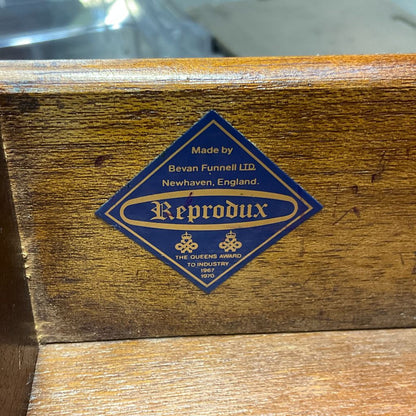 Made by
Bevan Funnell LTD.
Newhaven, England.
Reprodux
THE QUEENS AWARD
TO INDUSTRY
1967
1970